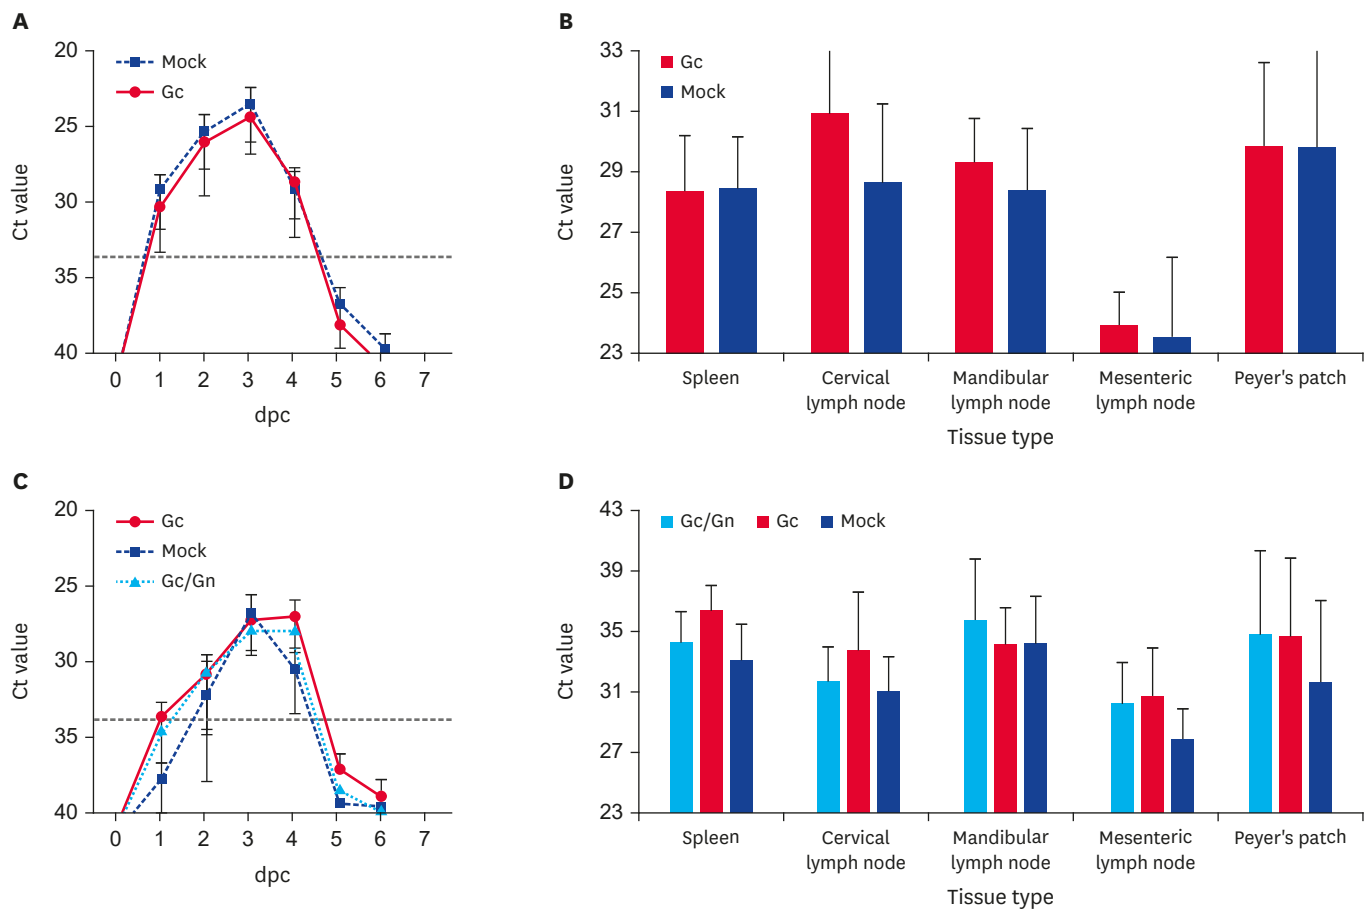 A
20
25
30
35
40
Ct value
Mock
Gc
0 1 2 3 4 5 6 7
dpc
B
33
31
29
27
25
23
Ct value
Gc
Mock
Spleen
Cervical
lymph node
Mandibular
lymph node
Mesenteric
lymph node
Peyer's patch
Tissue type
C
20
25
30
35
40
Ct value
Gc
Mock
Gc/Gn
0 1 2 3 4 5 6 7
dpc
D
43
39
35
31
27
23
Ct value
Gc/Gn Gc Mock
Spleen
Cervical
lymph node
Mandibular
lymph node
Mesenteric
lymph node
Peyer's patch
Tissue type